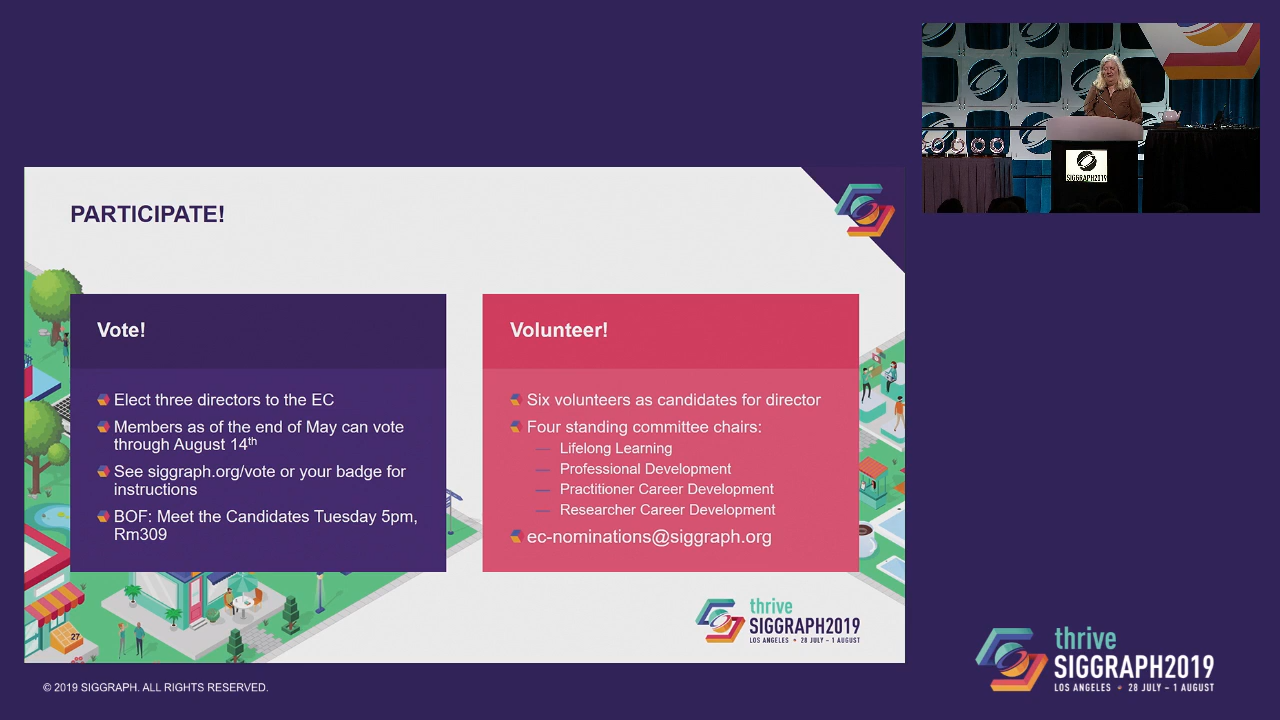 SIGGRAPH2019
PARTICIPATE!
Vote!
Elect three directors to the EC
Members as of the end of May can vote
through August 14th
See siggraph.org/vote or your badge for
instructions
BOF: Meet the Candidates Tuesday 5pm,
Rm309
Volunteer!
Six volunteers as candidates for director
Four standing committee chairs:
— Lifelong Learning
— Professional Development
— Practitioner Career Development
— Researcher Career Development
ec-nominations@siggraph.org
27
thrive
SIGGRAPH2019
LOS ANGELES • 28 JULY – 1 AUGUST
© 2019 SIGGRAPH. ALL RIGHTS RESERVED.
thrive
SIGGRAPH2019
LOS ANGELES • 28 JULY – 1 AUGUST